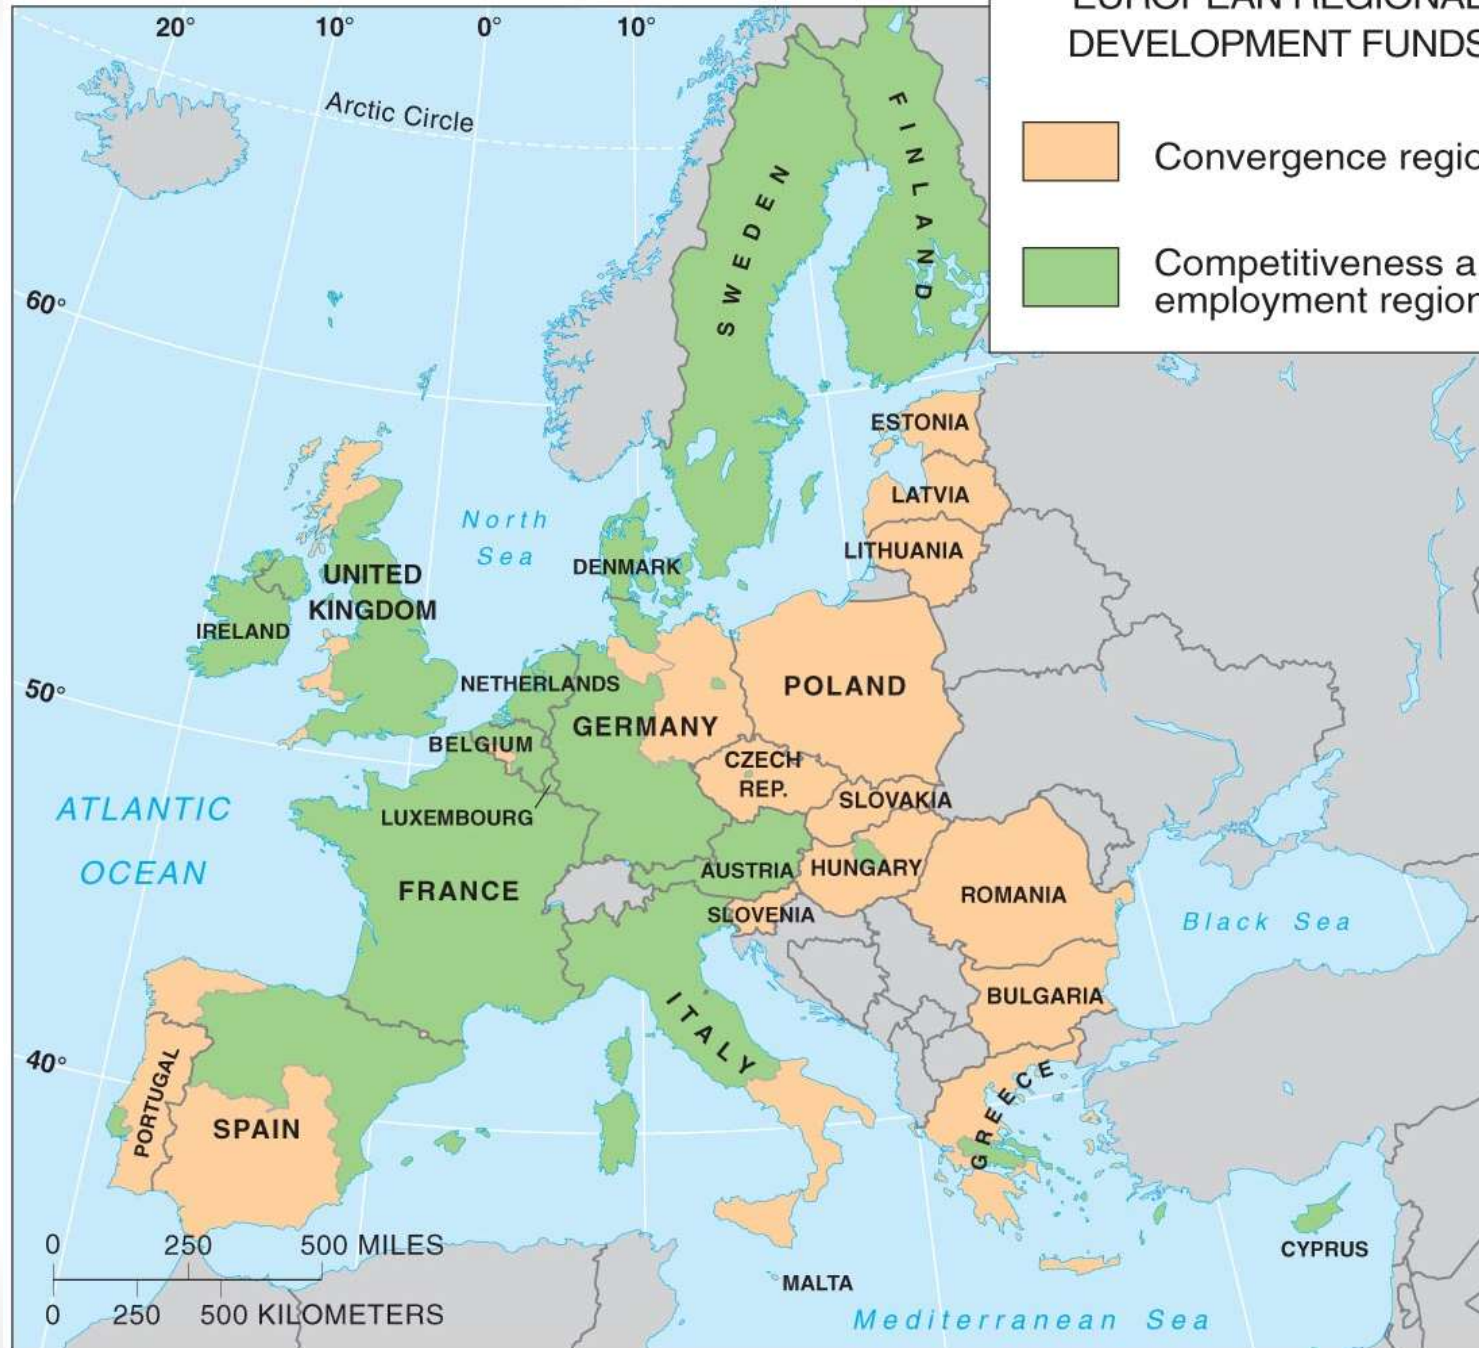 20°
10°
0°
10°
EUROPEAN REGIONAL
DEVELOPMENT FUNDS
Arctic Circle
Convergence regio
Competitiveness a
employment region
60°
50°
40°
SWEDEN
FINLAND
ESTONIA
LATVIA
LITHUANIA
North
Sea
DENMARK
UNITED
KINGDOM
IRELAND
NETHERLANDS
POLAND
GERMANY
BELGIUM
CZECH
REP.
SLOVAKIA
LUXEMBOURG
ATLANTIC
OCEAN
FRANCE
AUSTRIA
HUNGARY
ROMANIA
SLOVENIA
Black Sea
BULGARIA
ITALY
PORTUGAL
SPAIN
GREECE
CYPRUS
MALTA
Mediterranean Sea
0 250 500 MILES
0 250 500 KILOMETERS